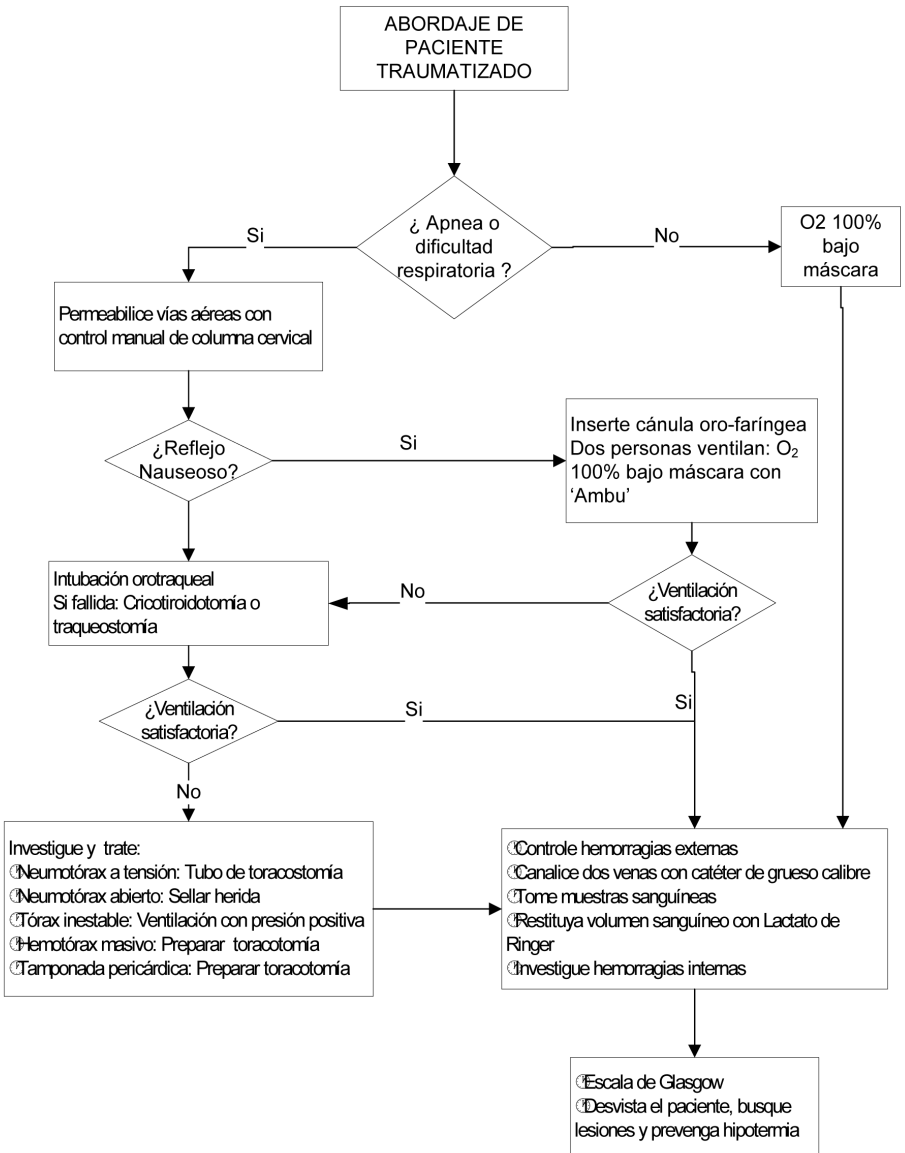 ABORDAJE DE
PACIENTE
TRAUMATIZADO
¿ Apnea o
dificultad
respiratoria ?
Si
No
O2 100%
bajo
máscara
Permeabilice vías aéreas con
control manual de columna cervical
¿Reflejo
Nauseoso?
Si
Inserte cánula oro-faríngea
Dos personas ventilan: O₂
100% bajo máscara con
‘Ambu’
Intubación orotraqueal
Si fallida: Cricotiroidotomía o
traqueostomía
No
¿Ventilación
satisfactoria?
¿Ventilación
satisfactoria?
Si
Si
No
Investigue y trate:
Neumotórax a tensión: Tubo de toracostomía
Neumotórax abierto: Sellar herida
Tórax inestable: Ventilación con presión positiva
Hemotórax masivo: Preparar toracotomía
Tamponada pericárdica: Preparar toracotomía
Controle hemorragias externas
Canalice dos venas con catéter de grueso calibre
Tome muestras sanguíneas
Restituya volumen sanguíneo con Lactato de
Ringer
Investigue hemorragias internas
Escala de Glasgow
Desvista el paciente, busque
lesiones y prevenga hipotermia